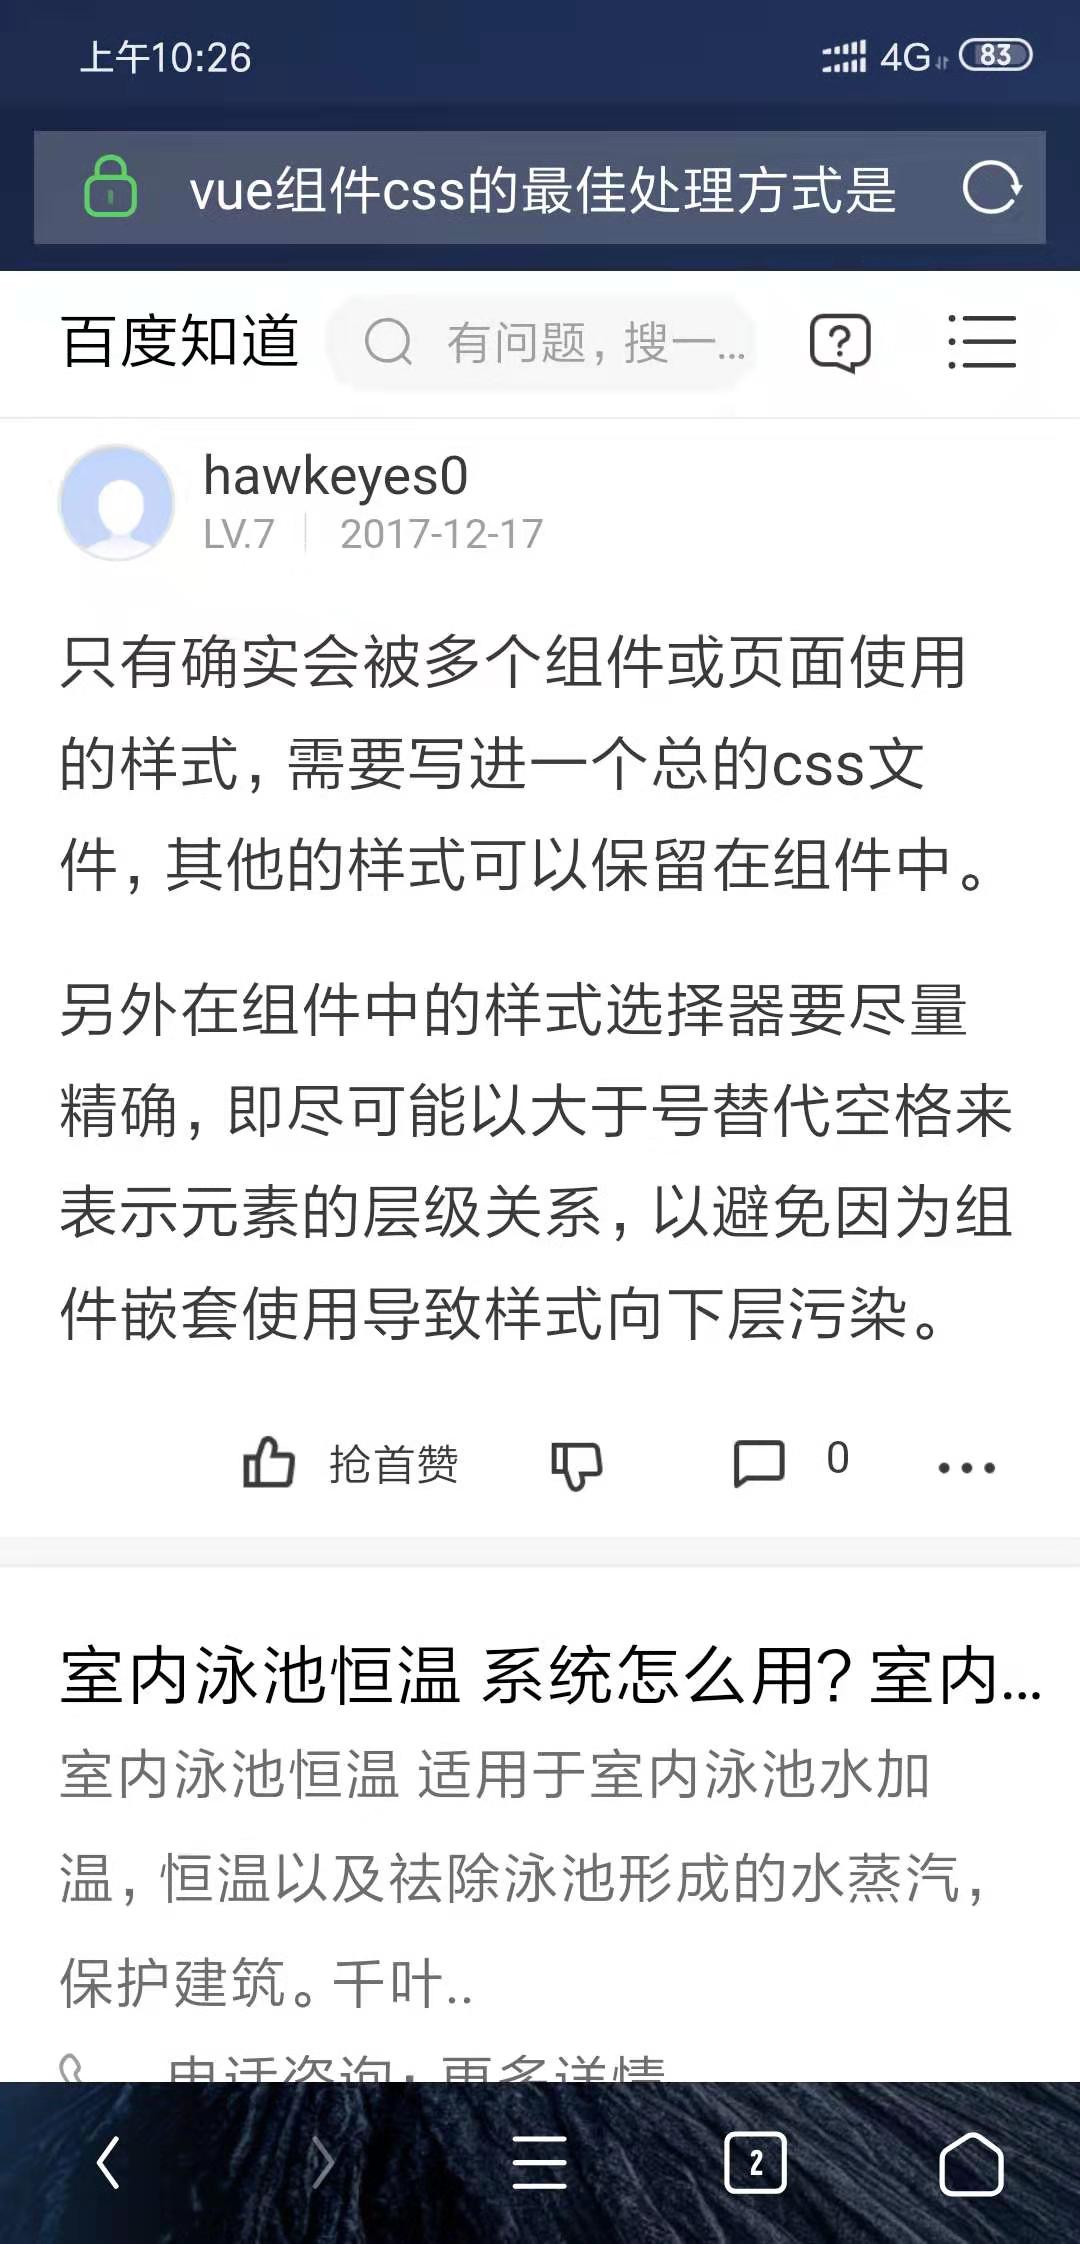 上午10:26
4G 83
vue组件css的最佳处理方式是
百度知道 有问题，搜一...
hawkeyes0
LV.7 2017-12-17
只有确实会被多个组件或页面使用
的样式，需要写进一个总的css文
件，其他的样式可以保留在组件中。
另外在组件中的样式选择器要尽量
精确，即尽可能以大于号替代空格来
表示元素的层级关系，以避免因为组
件嵌套使用导致样式向下层污染。
抢首赞 0
室内泳池恒温 系统怎么用? 室内...
室内泳池恒温 适用于室内泳池水加
温，恒温以及祛除泳池形成的水蒸汽，
保护建筑。千叶..
电话咨询: 更多详情
2